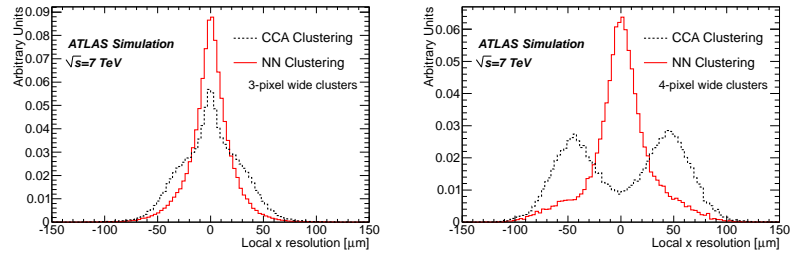 Arbitrary Units
0.09
0.08
0.07
0.06
0.05
0.04
0.03
0.02
0.01
0
ATLAS Simulation
√s=7 TeV
CCA Clustering
NN Clustering
3-pixel wide clusters
-150 -100 -50 0 50 100 150
Local x resolution [μm]
Arbitrary Units
0.06
0.05
0.04
0.03
0.02
0.01
0
ATLAS Simulation
√s=7 TeV
CCA Clustering
NN Clustering
4-pixel wide clusters
-150 -100 -50 0 50 100 150
Local x resolution [μm]